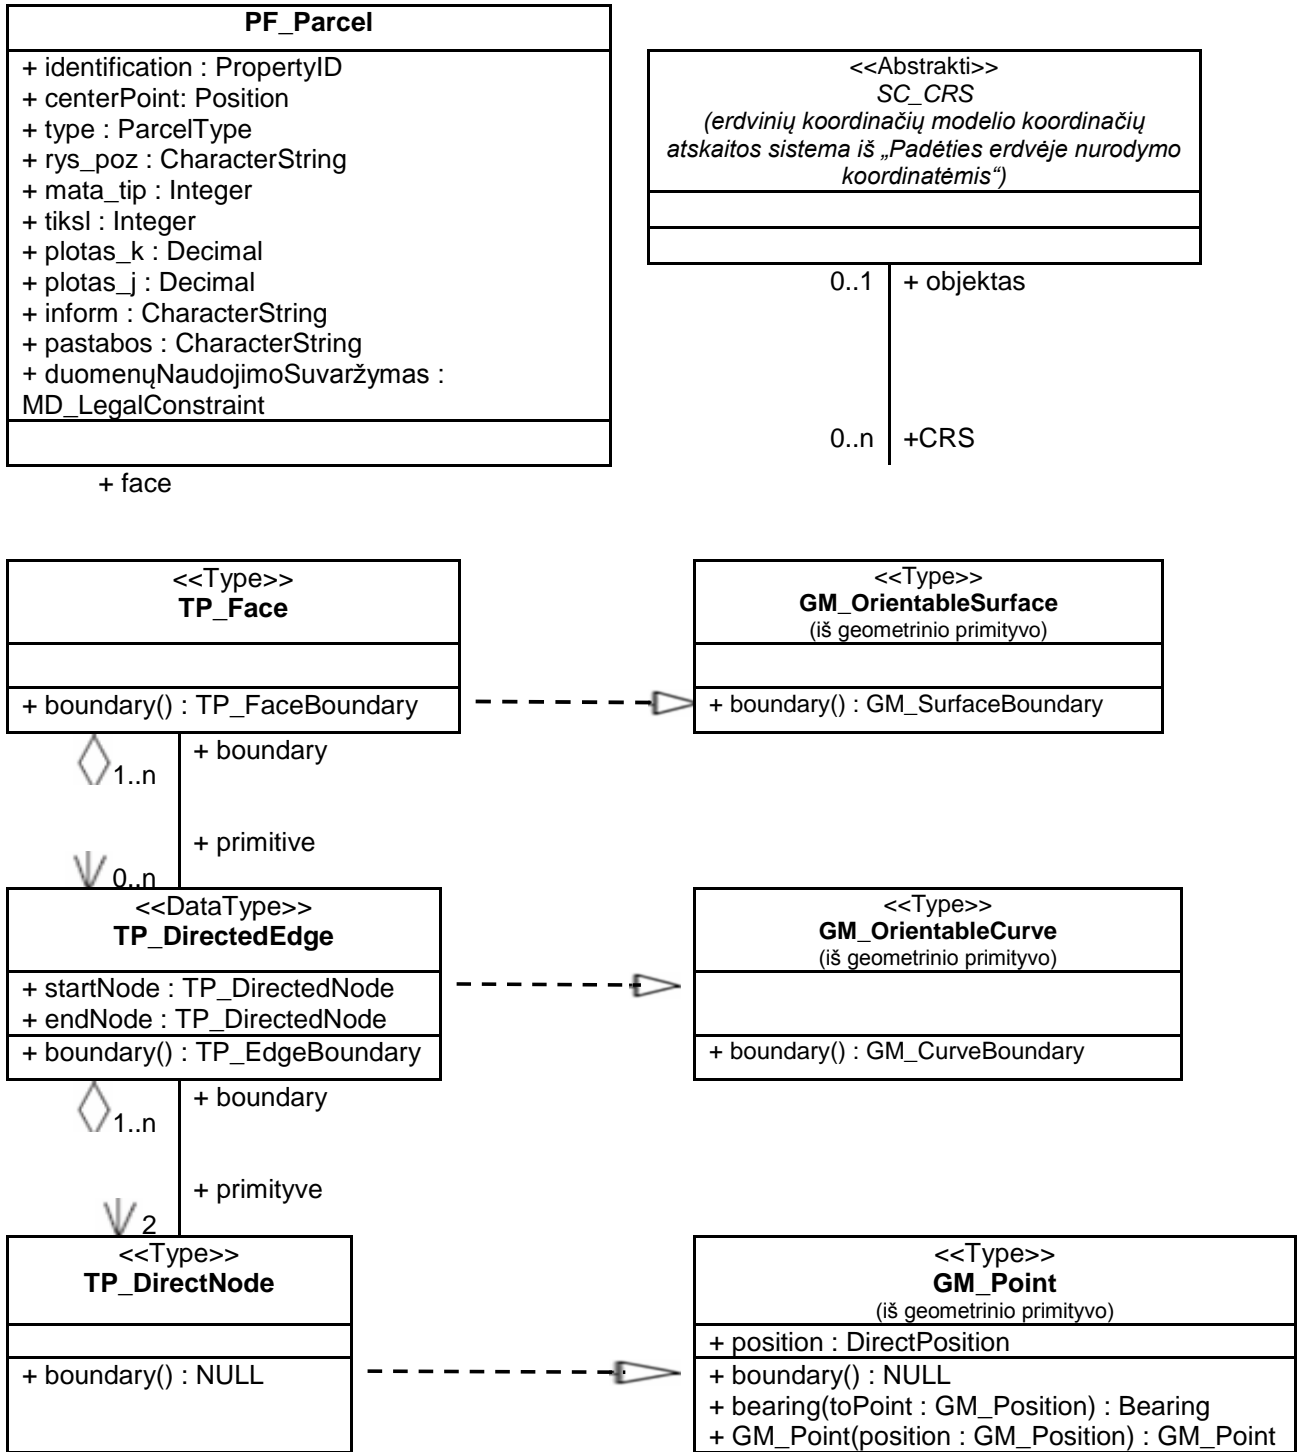 PF_Parcel
+ identification : PropertyID
+ centerPoint: Position
+ type : ParcelType
+ rys_poz : CharacterString
+ mata_tip : Integer
+ tiksl : Integer
+ plotas_k : Decimal
+ plotas_j : Decimal
+ inform : CharacterString
+ pastabos : CharacterString
+ duomenųNaudojimoSuvaržymas :
MD_LegalConstraint
+ face
<<Abstrakti>>
SC_CRS
(erdvinių koordinačių modelio koordinačių
atskaitos sistema iš „Padėties erdvėje nurodymo
koordinatėmis“)
0..1 + objektas
0..n +CRS
<<Type>>
TP_Face
+ boundary() : TP_FaceBoundary
<<Type>>
GM_OrientableSurface
(iš geometrinio primityvo)
+ boundary() : GM_SurfaceBoundary
+ boundary
1..n
+ primitive
0..n
<<DataType>>
TP_DirectedEdge
+ startNode : TP_DirectedNode
+ endNode : TP_DirectedNode
+ boundary() : TP_EdgeBoundary
<<Type>>
GM_OrientableCurve
(iš geometrinio primityvo)
+ boundary() : GM_CurveBoundary
+ boundary
1..n
+ primityve
2
<<Type>>
TP_DirectNode
+ boundary() : NULL
<<Type>>
GM_Point
(iš geometrinio primityvo)
+ position : DirectPosition
+ boundary() : NULL
+ bearing(toPoint : GM_Position) : Bearing
+ GM_Point(position : GM_Position) : GM_Point